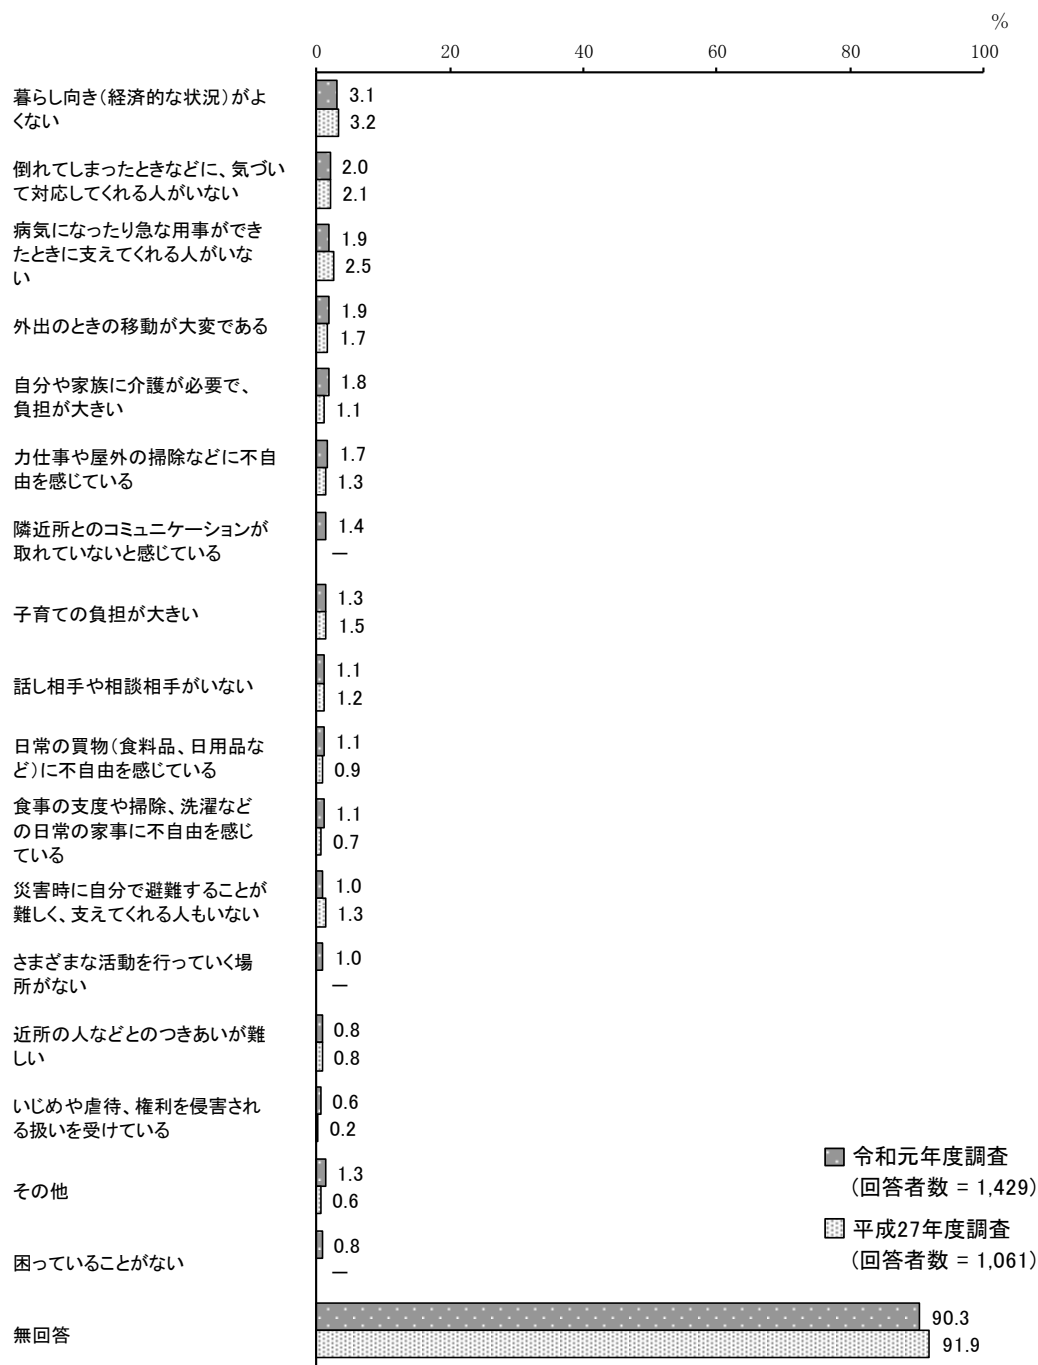 %
0 20 40 60 80 100
暮らし向き(経済的な状況)がよ
くない
3.1
3.2
倒れてしまったときなどに、気づい
て対応してくれる人がいない
2.0
2.1
病気になったり急な用事ができ
たときに支えてくれる人がいな
い
1.9
2.5
外出のときの移動が大変である
1.9
1.7
自分や家族に介護が必要で、
負担が大きい
1.8
1.1
力仕事や屋外の掃除などに不自
由を感じている
1.7
1.3
隣近所とのコミュニケーションが
取れていないと感じている
1.4
－
子育ての負担が大きい
1.3
1.5
話し相手や相談相手がいない
1.1
1.2
日常の買物(食料品、日用品な
ど)に不自由を感じている
1.1
0.9
食事の支度や掃除、洗濯など
の日常の家事に不自由を感じ
ている
1.1
0.7
災害時に自分で避難することが
難しく、支えてくれる人もいない
1.0
1.3
さまざまな活動を行っていく場
所がない
1.0
－
近所の人などとのつきあいが難
しい
0.8
0.8
いじめや虐待、権利を侵害され
る扱いを受けている
0.6
0.2
その他
1.3
0.6
困っていることがない
0.8
－
無回答
90.3
91.9
令和元年度調査
(回答者数 = 1,429)
平成27年度調査
(回答者数 = 1,061)